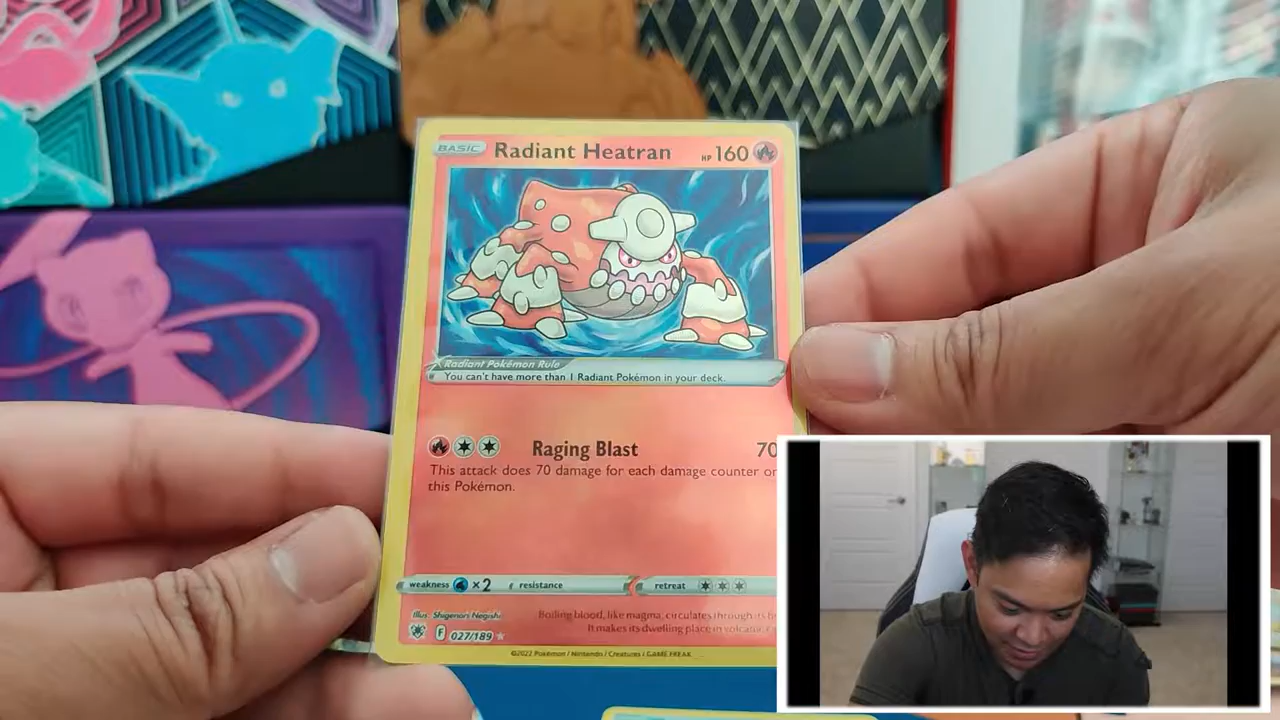 BASIC Radiant Heatran HP 160
Radiant Pokémon Rule
You can't have more than 1 Radiant Pokémon in your deck.
Raging Blast 70
This attack does 70 damage for each damage counter on
this Pokémon.
weakness ×2 resistance retreat
Illus. Shigenori Negishi
Boiling blood, like magma, circulates through its
It makes its dwelling place in volcanic
F 027/189
©2022 Pokémon / Nintendo / Creatures / GAME FREAK